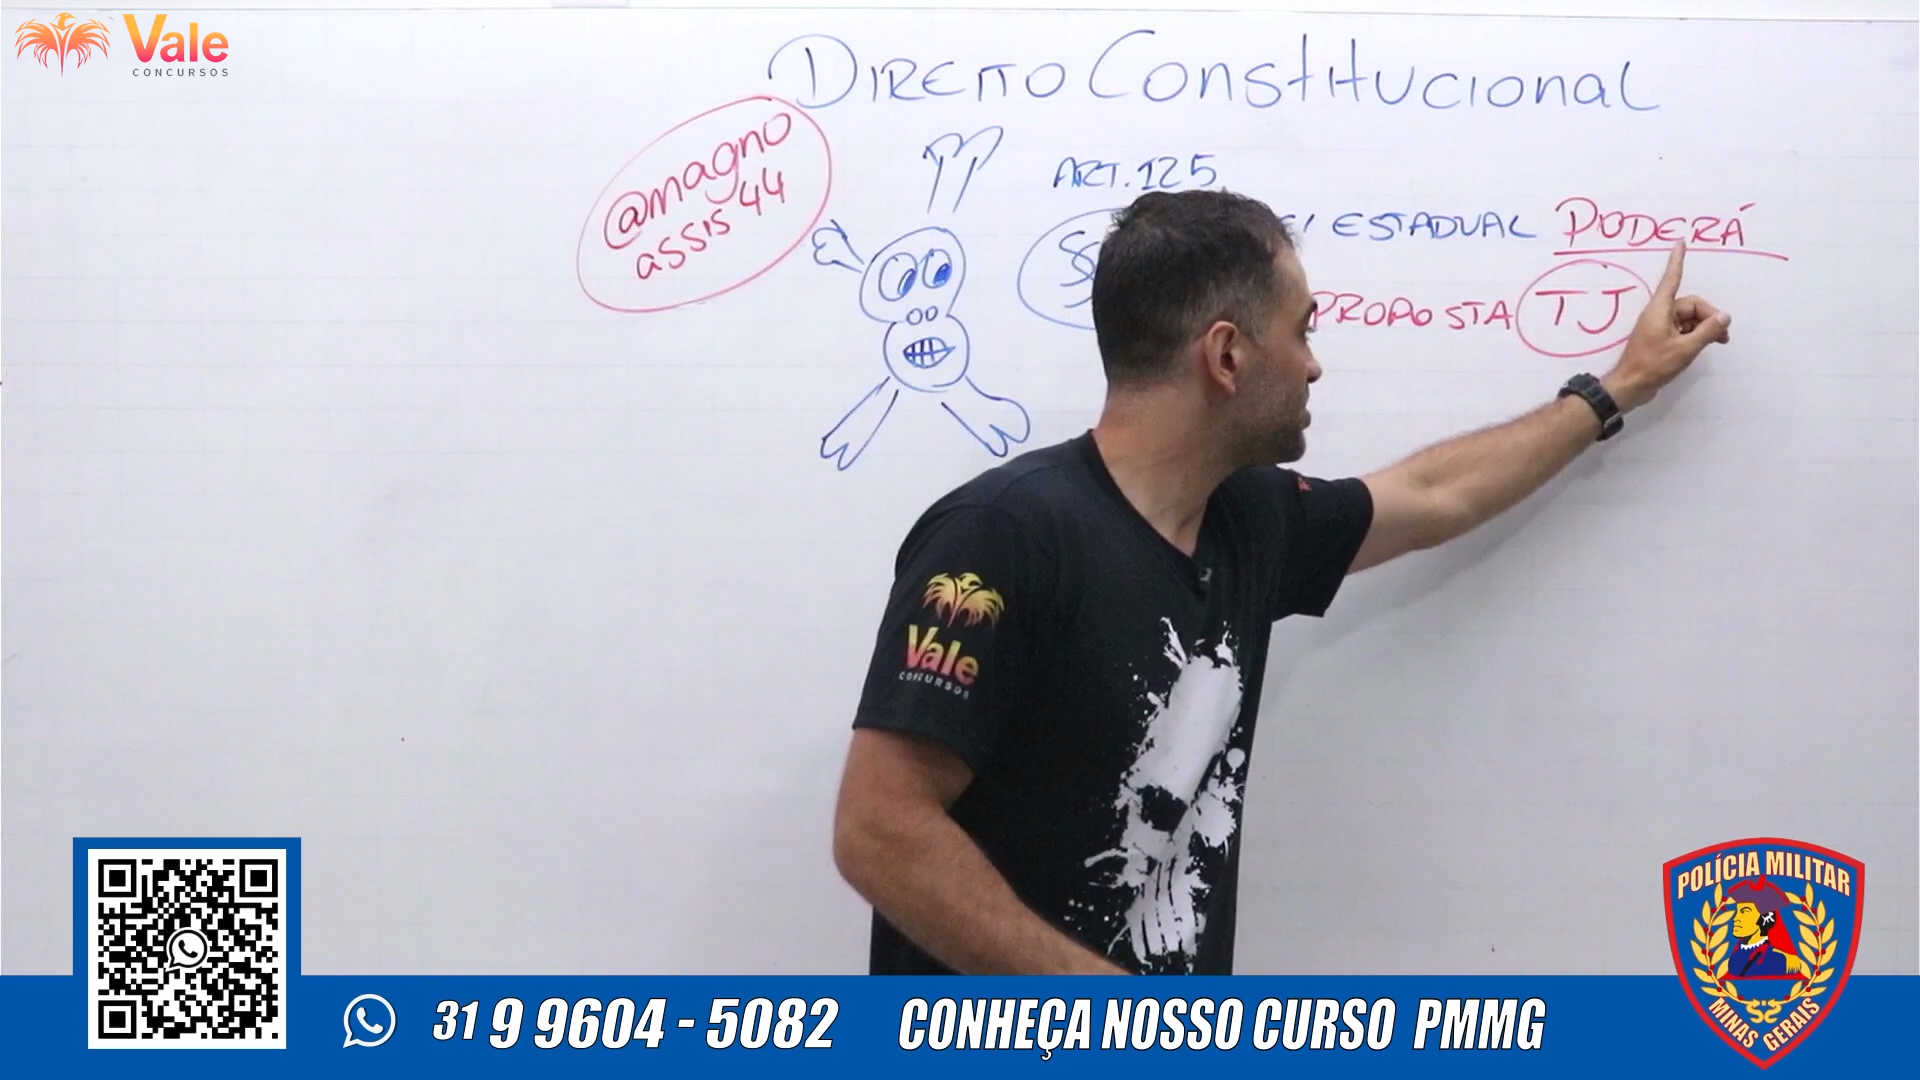 Vale
CONCURSOS
Direito Constitucional
@magno
assis44
ART. 125
ESTADUAL PODERÁ
PROPOSTA TJ
Vale
CONCURSOS
POLÍCIA MILITAR
MINAS GERAIS
31 9 9604 - 5082 CONHEÇA NOSSO CURSO PMMG